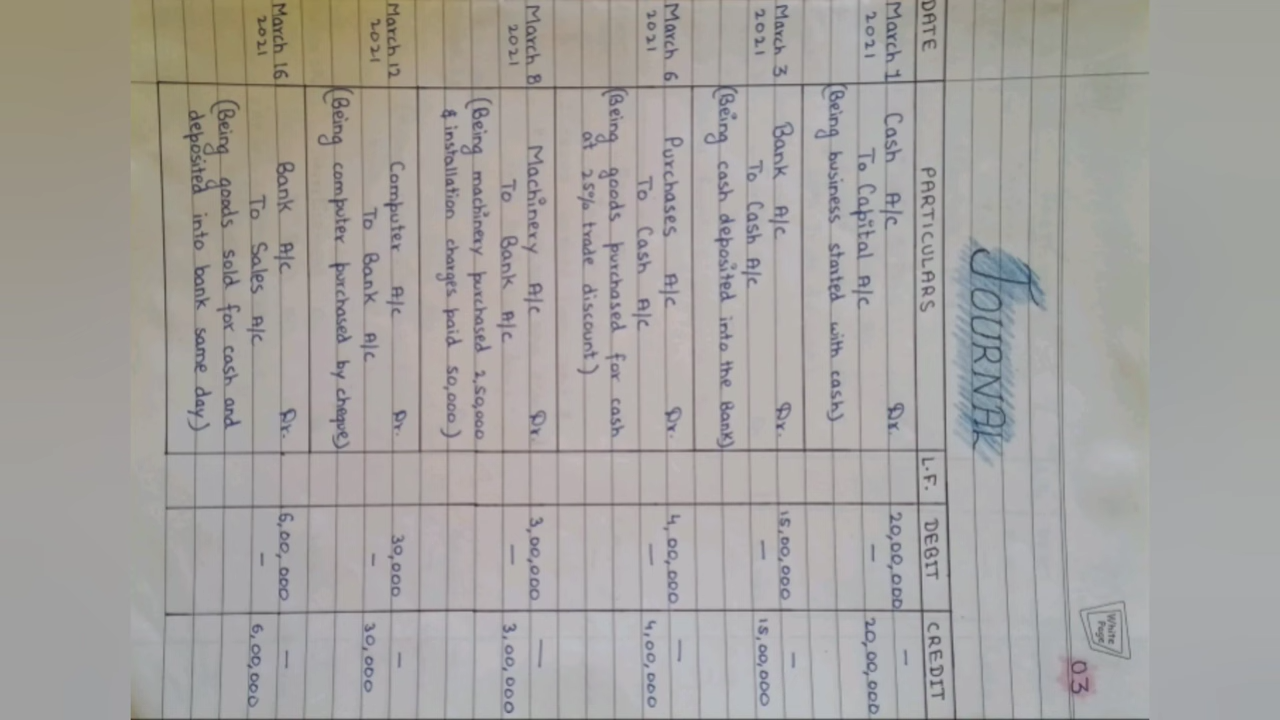 White
Page
03
JOURNAL
DATE PARTICULARS L.F. DEBIT CREDIT
March 1 Cash A/c Dr. 20,00,000 —
2021 To Capital A/c — 20,00,000
(Being business started with cash)
March 3 Bank A/c Dr. 15,00,000 —
2021 To Cash A/c — 15,00,000
(Being cash deposited into the Bank)
March 6 Purchases A/c Dr. 4,00,000 —
2021 To Cash A/c — 4,00,000
(Being goods purchased for cash
at 25% trade discount)
March 8 Machinery A/c Dr. 3,00,000 —
2021 To Bank A/c — 3,00,000
(Being machinery purchased 2,50,000
& installation charges paid 50,000)
March 12 Computer A/c Dr. 30,000 —
2021 To Bank A/c — 30,000
(Being computer purchased by cheque)
March 16 Bank A/c Dr. 6,00,000 —
2021 To Sales A/c — 6,00,000
(Being goods sold for cash and
deposited into bank same day)